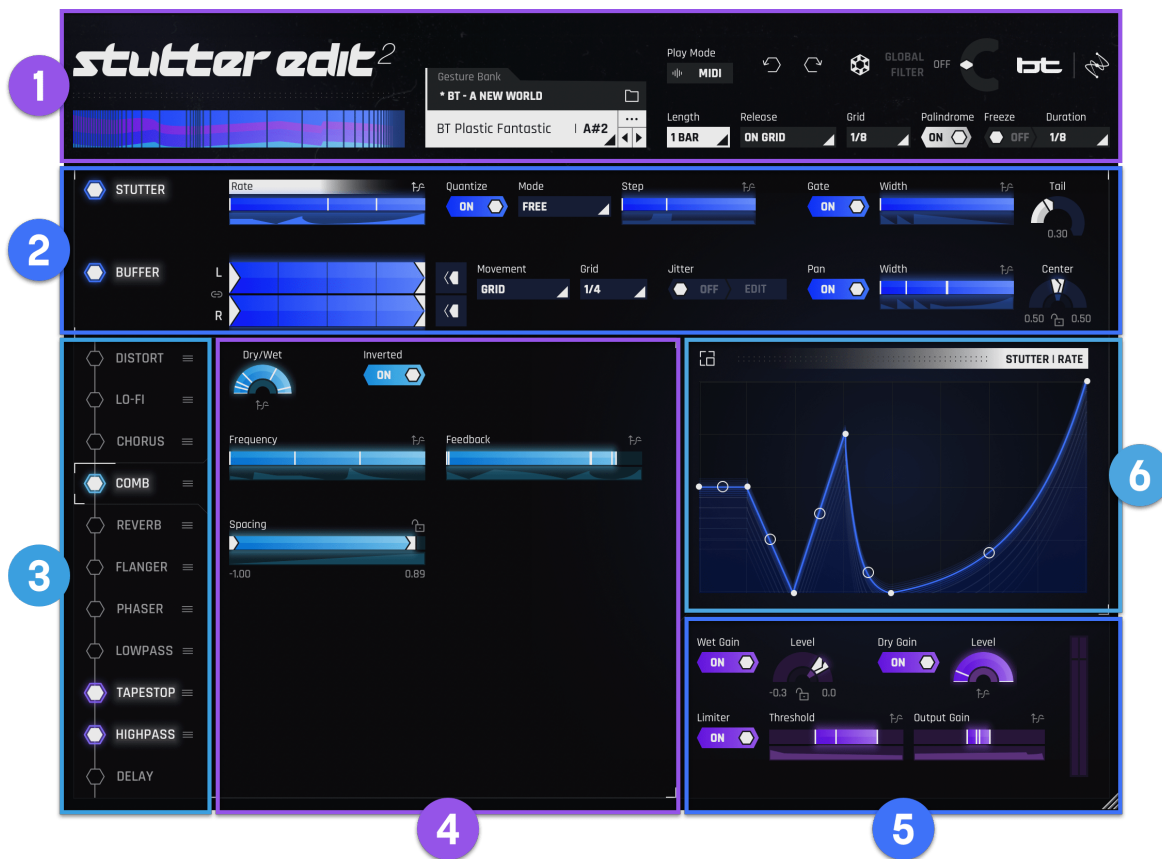 1
stutter edit 2
Gesture Bank
* BT - A NEW WORLD
BT Plastic Fantastic | A#2
Play Mode
MIDI
GLOBAL FILTER OFF
bt
Length Release Grid Palindrome Freeze Duration
1 BAR ON GRID 1/8 ON OFF 1/8
2
STUTTER
Rate Quantize Mode Step Gate Width Tail
ON FREE ON
0.30
BUFFER
L
R
Movement Grid Jitter Pan Width Center
GRID 1/4 OFF EDIT ON
0.50 0.50
3
DISTORT
LO-FI
CHORUS
COMB
REVERB
FLANGER
PHASER
LOWPASS
TAPESTOP
HIGHPASS
DELAY
4
Dry/Wet Inverted
ON
Frequency Feedback
Spacing
-1.00 0.89
6
STUTTER | RATE
5
Wet Gain Level Dry Gain Level
ON ON
-0.3 0.0
Limiter Threshold Output Gain
ON